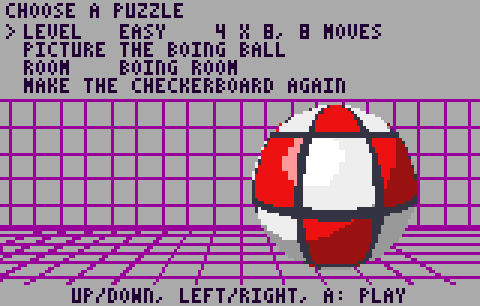 CHOOSE A PUZZLE
> LEVEL EASY 4 X 8, 8 MOVES
PICTURE THE BOING BALL
ROOM BOING ROOM
MAKE THE CHECKERBOARD AGAIN
UP/DOWN, LEFT/RIGHT, A: PLAY